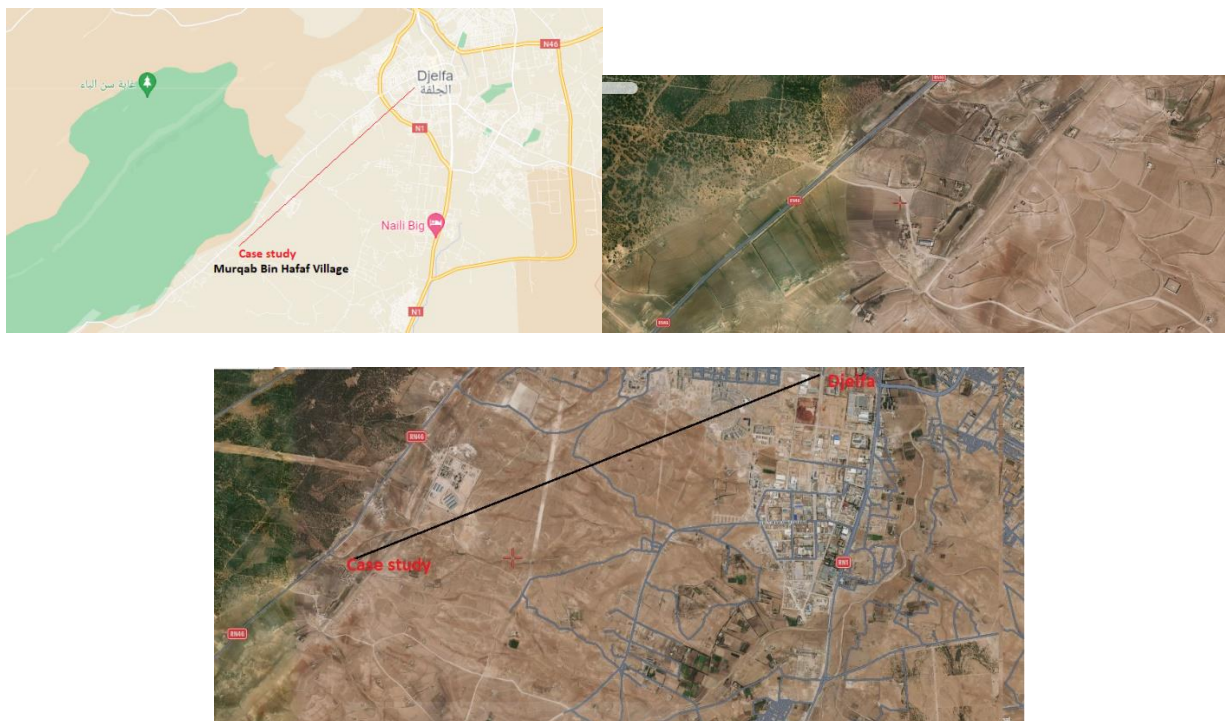 N46
Djelfa
الجلفة
غابة سن الباء
N1
Naili Big
Case study
Murqab Bin Hafaf Village
N1
RN46
RN46
Djelfa
RN46
Case study
RN1
RN46